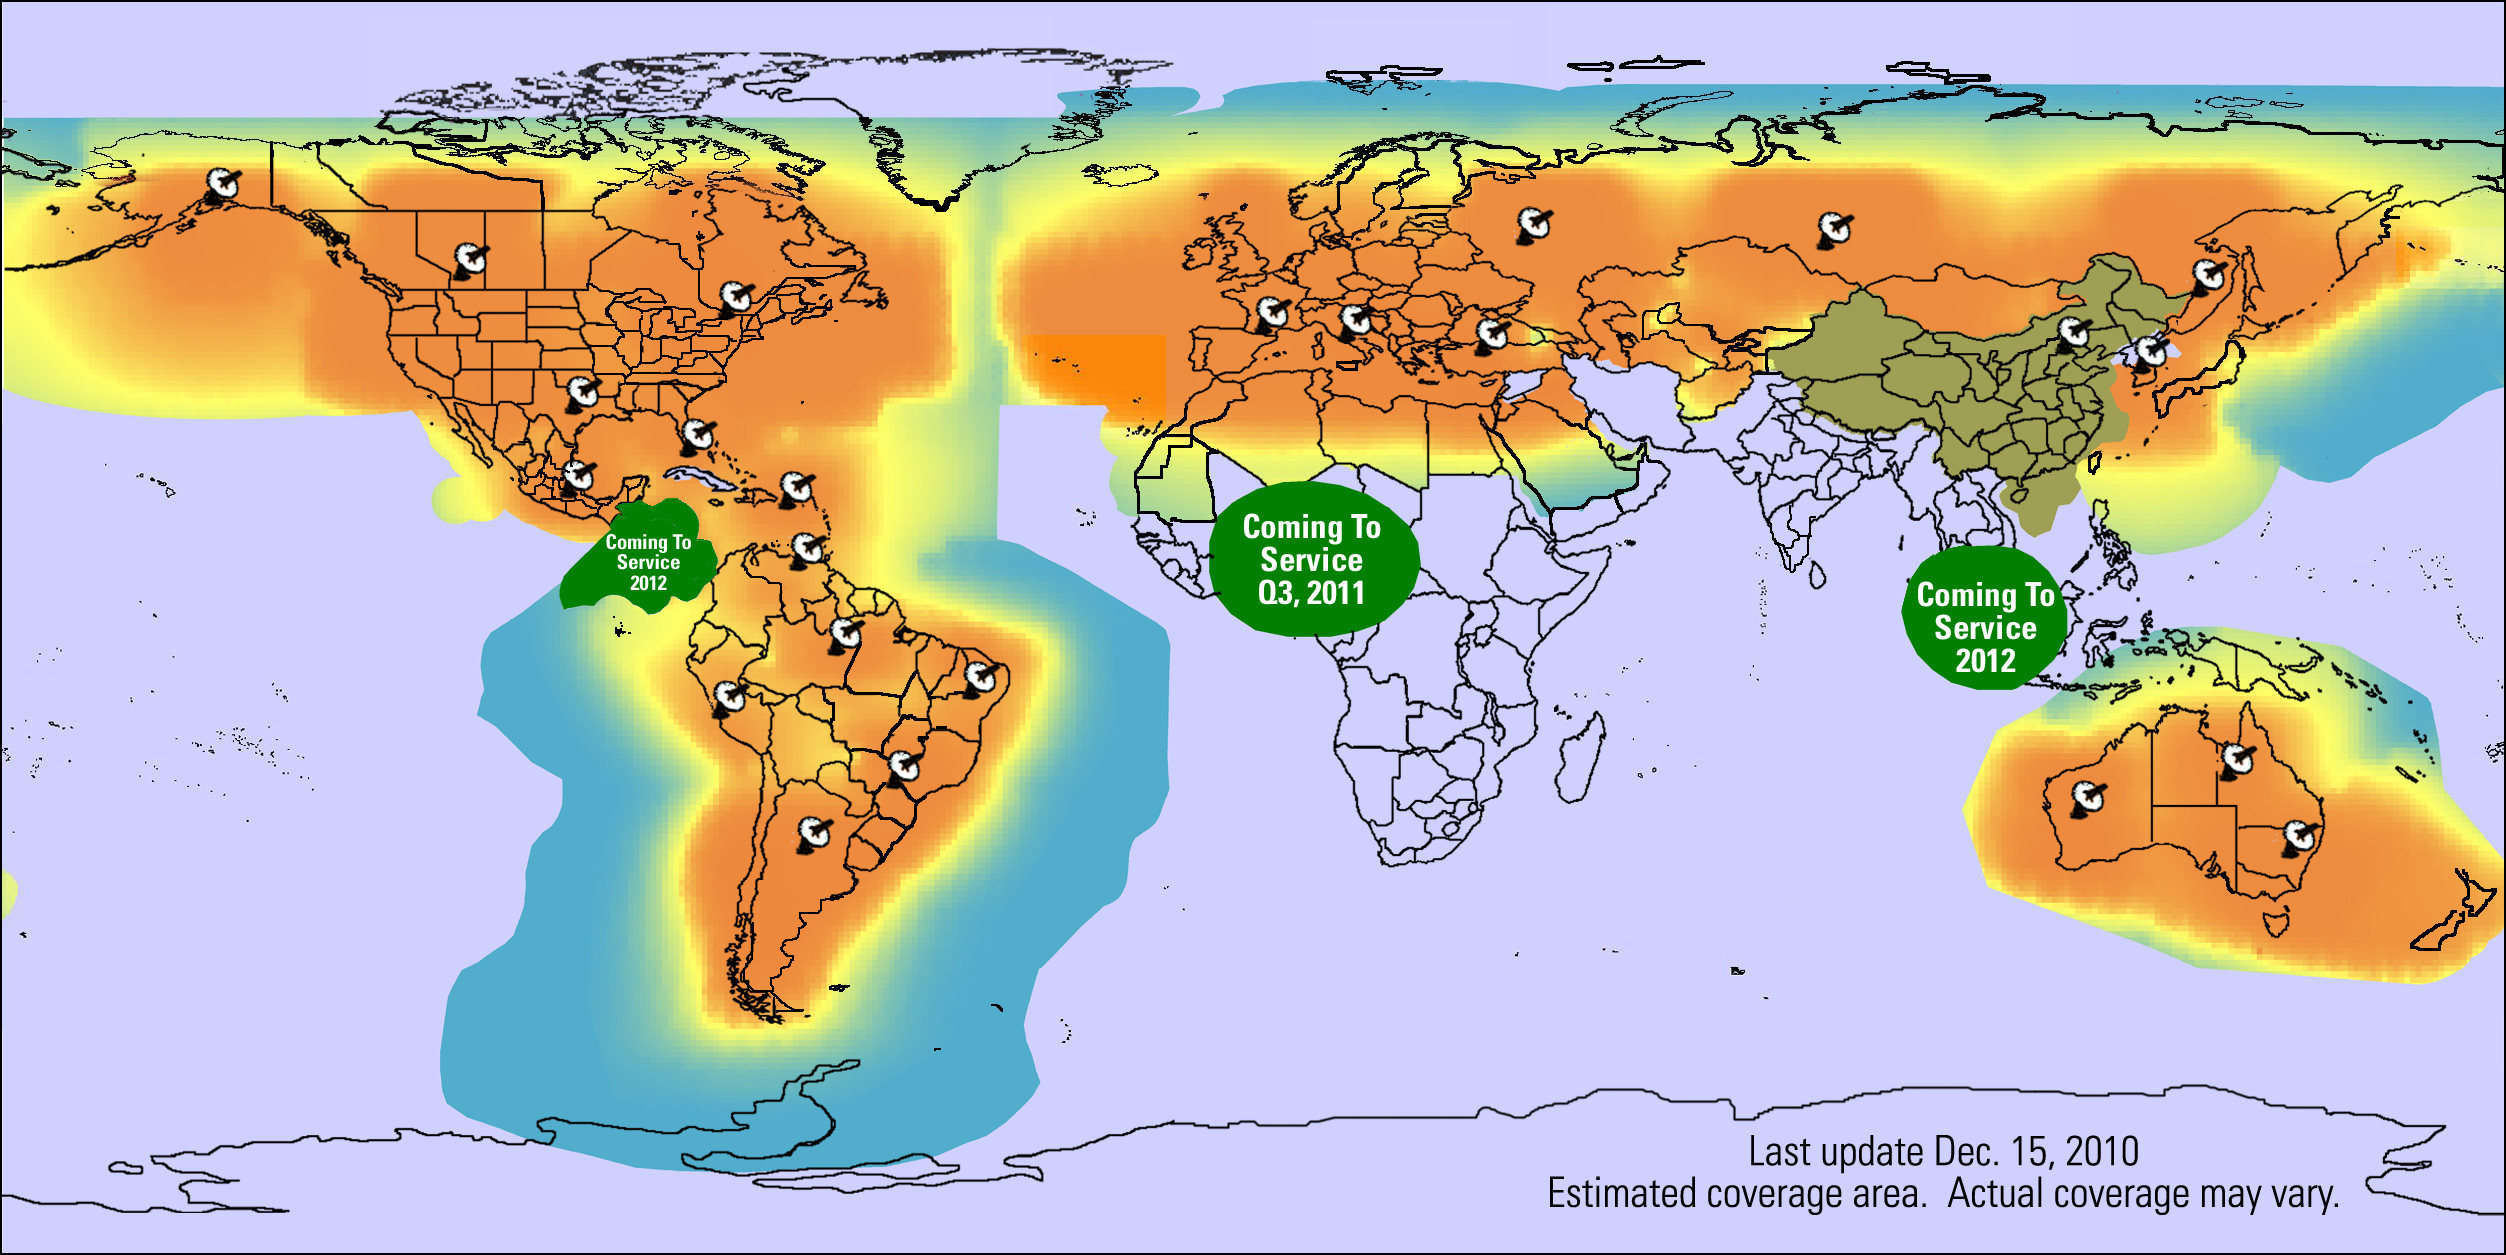 Coming To
Service
2012
Coming To
Service
Q3, 2011
Coming To
Service
2012
Last update Dec. 15, 2010
Estimated coverage area.  Actual coverage may vary.